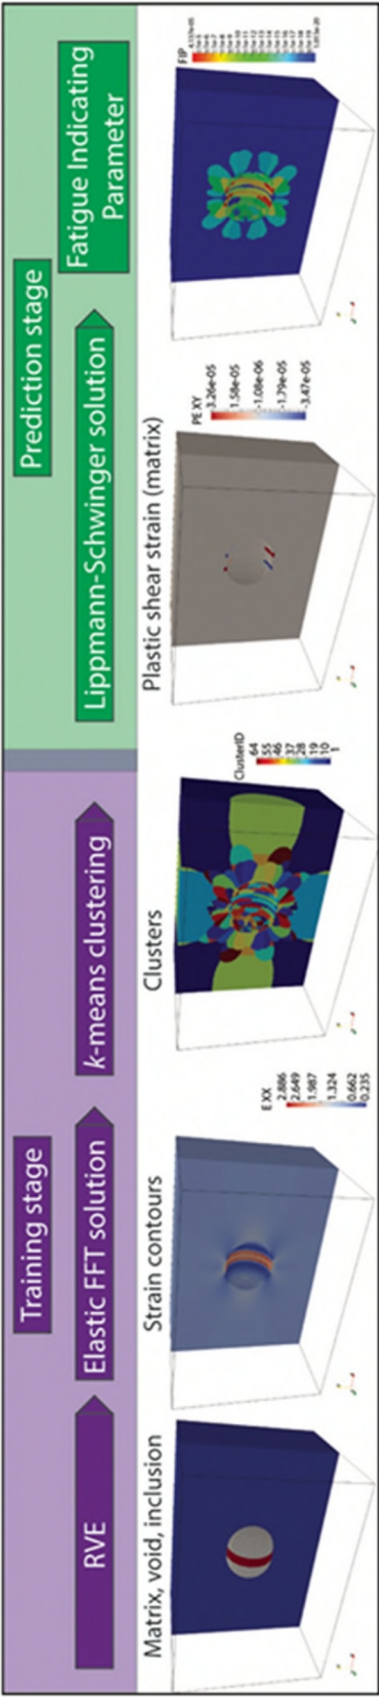 Training stage
Prediction stage
RVE
Elastic FFT solution
k-means clustering
Lippmann-Schwinger solution
Fatigue Indicating
Parameter
Matrix, void, inclusion
Strain contours
Clusters
Plastic shear strain (matrix)
E XX
2.886
2.649
1.987
1.324
0.662
0.235
ClusterID
64
55
46
37
28
19
10
1
PE XY
3.26e-05
1.58e-05
-1.08e-06
-1.79e-05
-3.47e-05
FIP